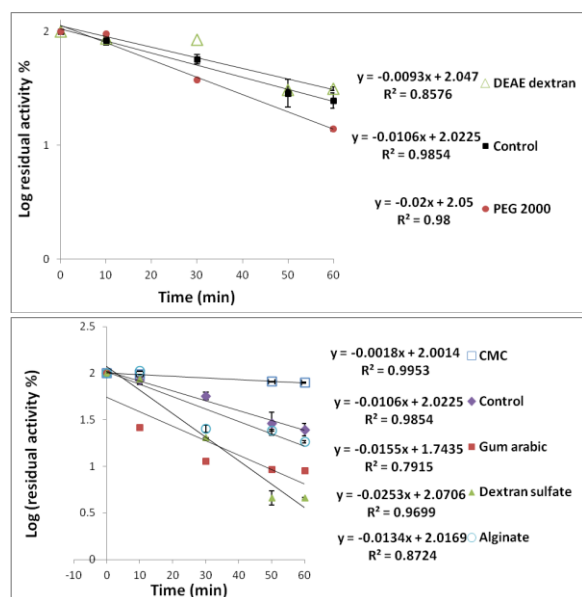 2
1
0
0
10
20
30
40
50
60
Log residual activity %
Time (min)
y = -0.0093x + 2.047
R² = 0.8576
DEAE dextran
y = -0.0106x + 2.0225
R² = 0.9854
Control
y = -0.02x + 2.05
R² = 0.98
PEG 2000
2.5
2
1.5
1
0.5
0
-10
0
10
20
30
40
50
60
Log (residual activity %)
Time (min)
y = -0.0018x + 2.0014
R² = 0.9953
CMC
y = -0.0106x + 2.0225
R² = 0.9854
Control
y = -0.0155x + 1.7435
R² = 0.7915
Gum arabic
y = -0.0253x + 2.0706
R² = 0.9699
Dextran sulfate
y = -0.0134x + 2.0169
R² = 0.8724
Alginate